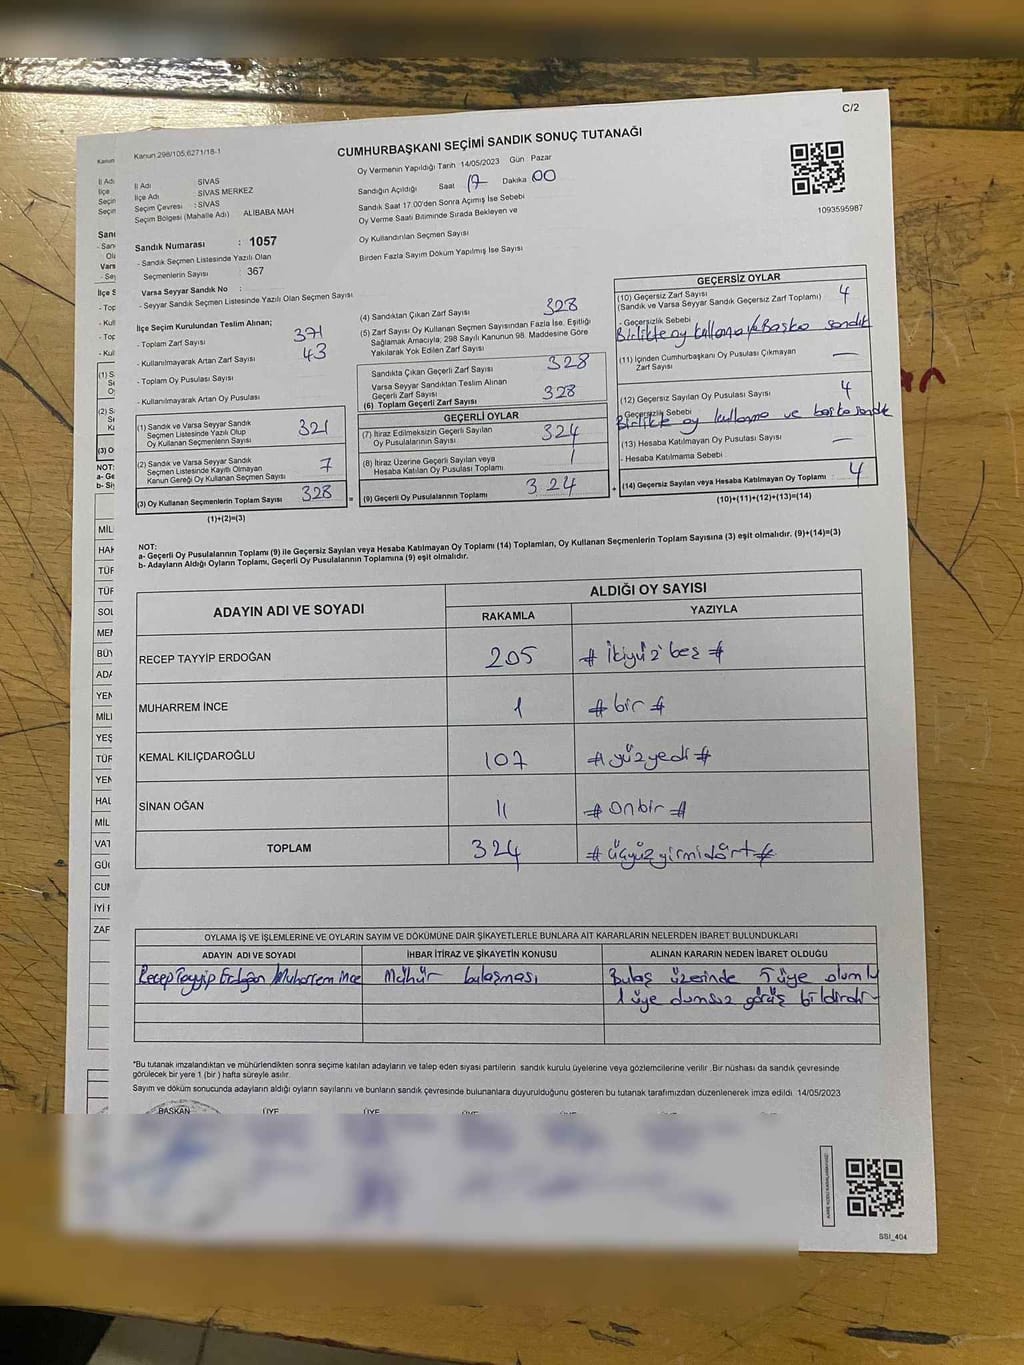 C/2
Kanun 298/105;6271/18-1
CUMHURBAŞKANI SEÇİMİ SANDIK SONUÇ TUTANAĞI
İl Adı SİVAS
İlçe Adı SİVAS MERKEZ
Seçim Çevresi : SİVAS
Seçim Bölgesi (Mahalle Adı) ALİBABA MAH
Sandık Numarası : 1057
- Sandık Seçmen Listesinde Yazılı Olan
Seçmenlerin Sayısı : 367
Varsa Seyyar Sandık No :
- Seyyar Sandık Seçmen Listesinde Yazılı Olan Seçmen Sayısı
İlçe Seçim Kurulundan Teslim Alınan;
- Toplam Zarf Sayısı 371
- Kullanılmayarak Artan Zarf Sayısı 43
- Toplam Oy Pusulası Sayısı
- Kullanılmayarak Artan Oy Pusulası
(1) Sandık ve Varsa Seyyar Sandık
Seçmen Listesinde Yazılı Olup
Oy Kullanan Seçmenlerin Sayısı 321
(2) Sandık ve Varsa Seyyar Sandık
Seçmen Listesinde Kayıtlı Olmayan
Kanun Gereği Oy Kullanan Seçmen Sayısı 7
(3) Oy Kullanan Seçmenlerin Toplam Sayısı 328
(1)+(2)=(3)
Oy Vermenin Yapıldığı Tarih 14/05/2023 Gün Pazar
Sandığın Açıldığı Saat 17 Dakika 00
Sandık Saat 17.00'den Sonra Açımış İse Sebebi
Oy Verme Saati Bitiminde Sırada Bekleyen ve
Oy Kullandırılan Seçmen Sayısı
Birden Fazla Sayım Döküm Yapılmış İse Sayısı
(4) Sandıktan Çıkan Zarf Sayısı 328
(5) Zarf Sayısı Oy Kullanan Seçmen Sayısından Fazla İse, Eşitliği
Sağlamak Amacıyla; 298 Sayılı Kanunun 98. Maddesine Göre
Yakılarak Yok Edilen Zarf Sayısı
Sandıkta Çıkan Geçerli Zarf Sayısı 328
Varsa Seyyar Sandıktan Teslim Alınan
Geçerli Zarf Sayısı 328
(6) Toplam Geçerli Zarf Sayısı
GEÇERLİ OYLAR
(7) İtiraz Edilmeksizin Geçerli Sayılan
Oy Pusulalarının Sayısı 324
(8) İtiraz Üzerine Geçerli Sayılan veya
Hesaba Katılan Oy Pusulası Toplamı
= (9) Geçerli Oy Pusulalarının Toplamı 324
1093595987
GEÇERSİZ OYLAR
(10) Geçersiz Zarf Sayısı
(Sandık ve Varsa Seyyar Sandık Geçersiz Zarf Toplamı) 4
- Geçersizlik Sebebi
Birlikte oy kullanma/Başka sandık
(11) İçinden Cumhurbaşkanı Oy Pusulası Çıkmayan
Zarf Sayısı —
(12) Geçersiz Sayılan Oy Pusulası Sayısı 4
- Geçersizlik Sebebi
Birlikte oy kullanma ve başka sandık
(13) Hesaba Katılmayan Oy Pusulası Sayısı —
- Hesaba Katılmama Sebebi
+ (14) Geçersiz Sayılan veya Hesaba Katılmayan Oy Toplamı : 4
(10)+(11)+(12)+(13)=(14)
NOT:
a- Geçerli Oy Pusulalarının Toplamı (9) ile Geçersiz Sayılan veya Hesaba Katılmayan Oy Toplamı (14) Toplamları, Oy Kullanan Seçmenlerin Toplam Sayısına (3) eşit olmalıdır. (9)+(14)=(3)
b- Adayların Aldığı Oyların Toplamı, Geçerli Oy Pusulalarının Toplamına (9) eşit olmalıdır.
ADAYIN ADI VE SOYADI ALDIĞI OY SAYISI
RAKAMLA YAZIYLA
RECEP TAYYİP ERDOĞAN 205 # İkiyüz beş #
MUHARREM İNCE 1 # bir #
KEMAL KILIÇDAROĞLU 107 # yüzyedi #
SİNAN OĞAN 11 # onbir #
TOPLAM 324 # üçyüzyirmidört #
OYLAMA İŞ VE İŞLEMLERİNE VE OYLARIN SAYIM VE DÖKÜMÜNE DAİR ŞİKAYETLERLE BUNLARA AİT KARARLARIN NELERDEN İBARET BULUNDUKLARI
ADAYIN ADI VE SOYADI İHBAR İTİRAZ VE ŞİKAYETİN KONUSU ALINAN KARARIN NEDEN İBARET OLDUĞU
Recep Tayyip Erdoğan/Muharrem ince Mühür bulaşması Bulaş üzerinde 5 üye olumlu
1 üye olumsuz görüş bildirdi
*Bu tutanak imzalandıktan ve mühürlendikten sonra seçime katılan adayların ve talep eden siyasi partilerin sandık kurulu üyelerine veya gözlemcilerine verilir. Bir nüshası da sandık çevresinde
görülecek bir yere 1 (bir) hafta süreyle asılır.
Sayım ve döküm sonucunda adayların aldığı oyların sayılarını ve bunların sandık çevresinde bulunanlara duyurulduğunu gösteren bu tutanak tarafımızdan düzenlenerek imza edildi. 14/05/2023
BAŞKAN ÜYE ÜYE
SSI_404